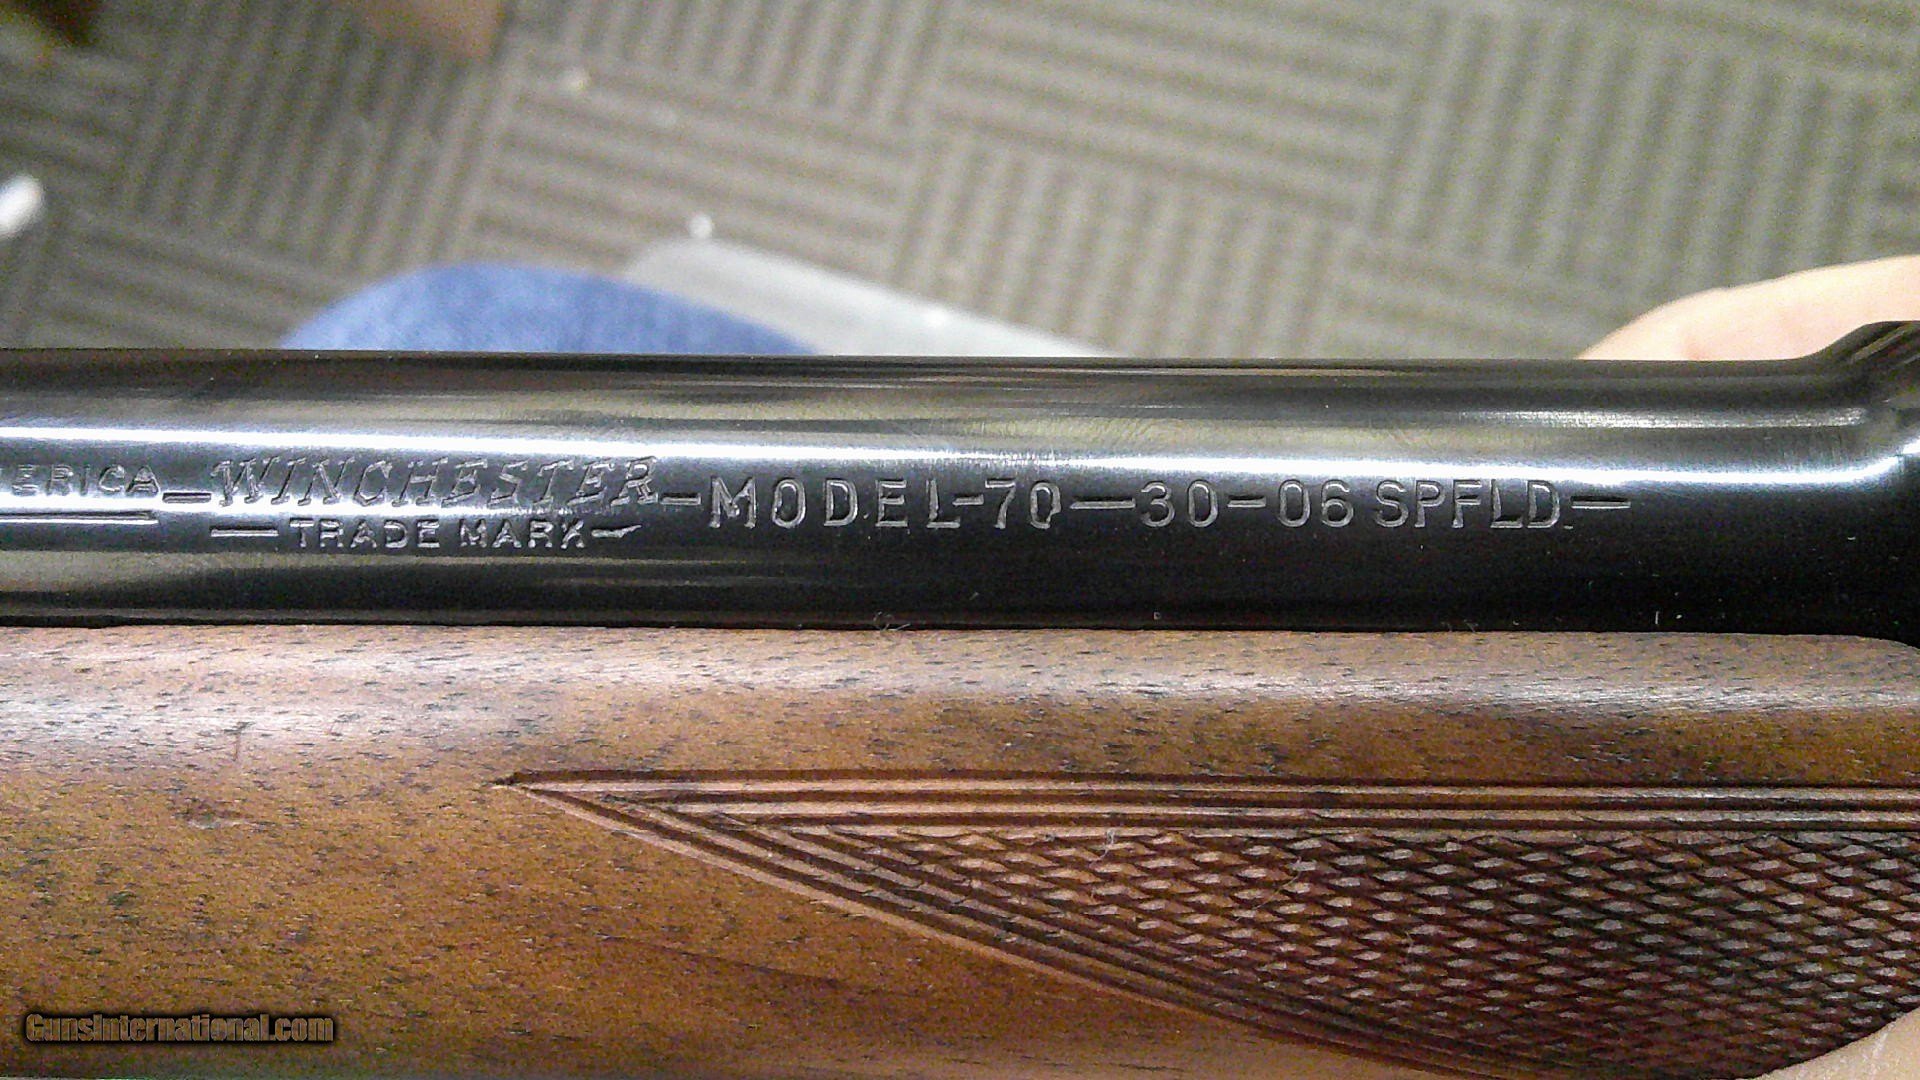 ERICA —WINCHESTER—MODEL-70—30-06 SPFLD—
—TRADE MARK—
GunsInternational.com